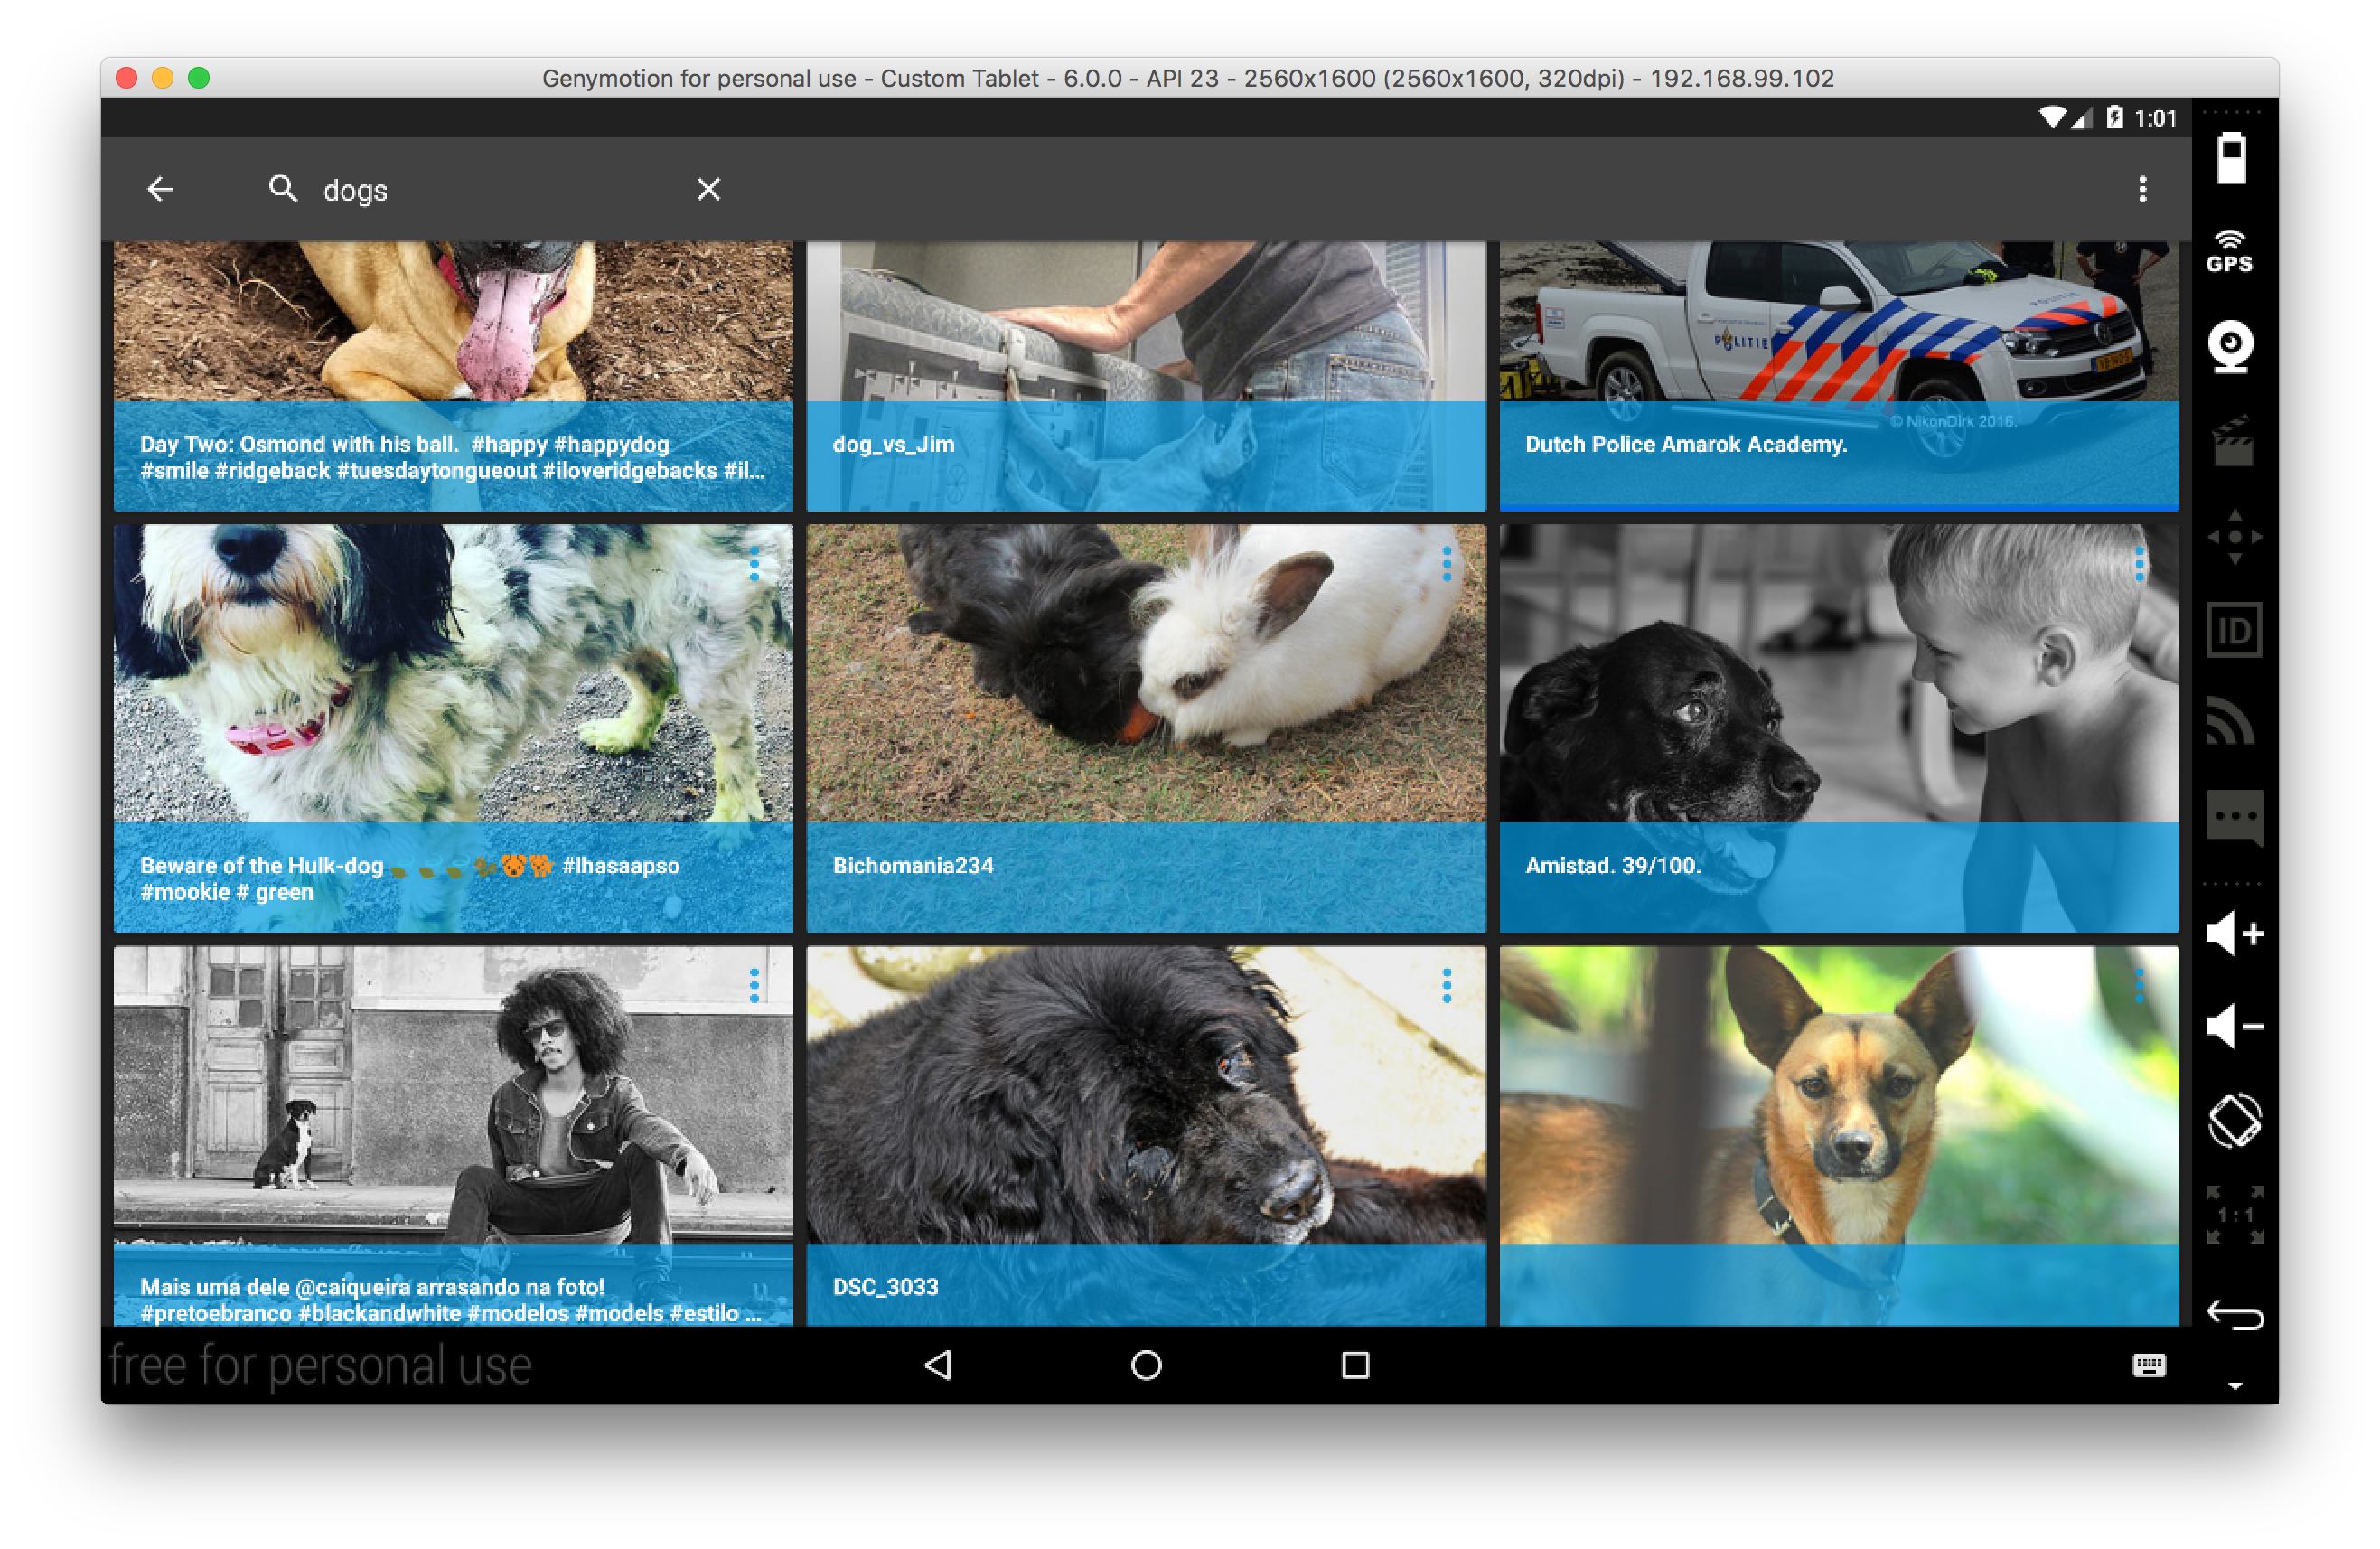 Genymotion for personal use - Custom Tablet - 6.0.0 - API 23 - 2560x1600 (2560x1600, 320dpi) - 192.168.99.102
1:01
dogs
GPS
POLITIE
© NikonDirk 2016.
Day Two: Osmond with his ball. #happy #happydog
#smile #ridgeback #tuesdaytongueout #iloveridgebacks #il...
dog_vs_Jim
Dutch Police Amarok Academy.
ID
Beware of the Hulk-dog 🐉🐻🐕 #lhasaapso
#mookie # green
Bichomania234
Amistad. 39/100.
1:1
Mais uma dele @caiqueira arrasando na foto!
#pretoebranco #blackandwhite #modelos #models #estilo ...
DSC_3033
free for personal use